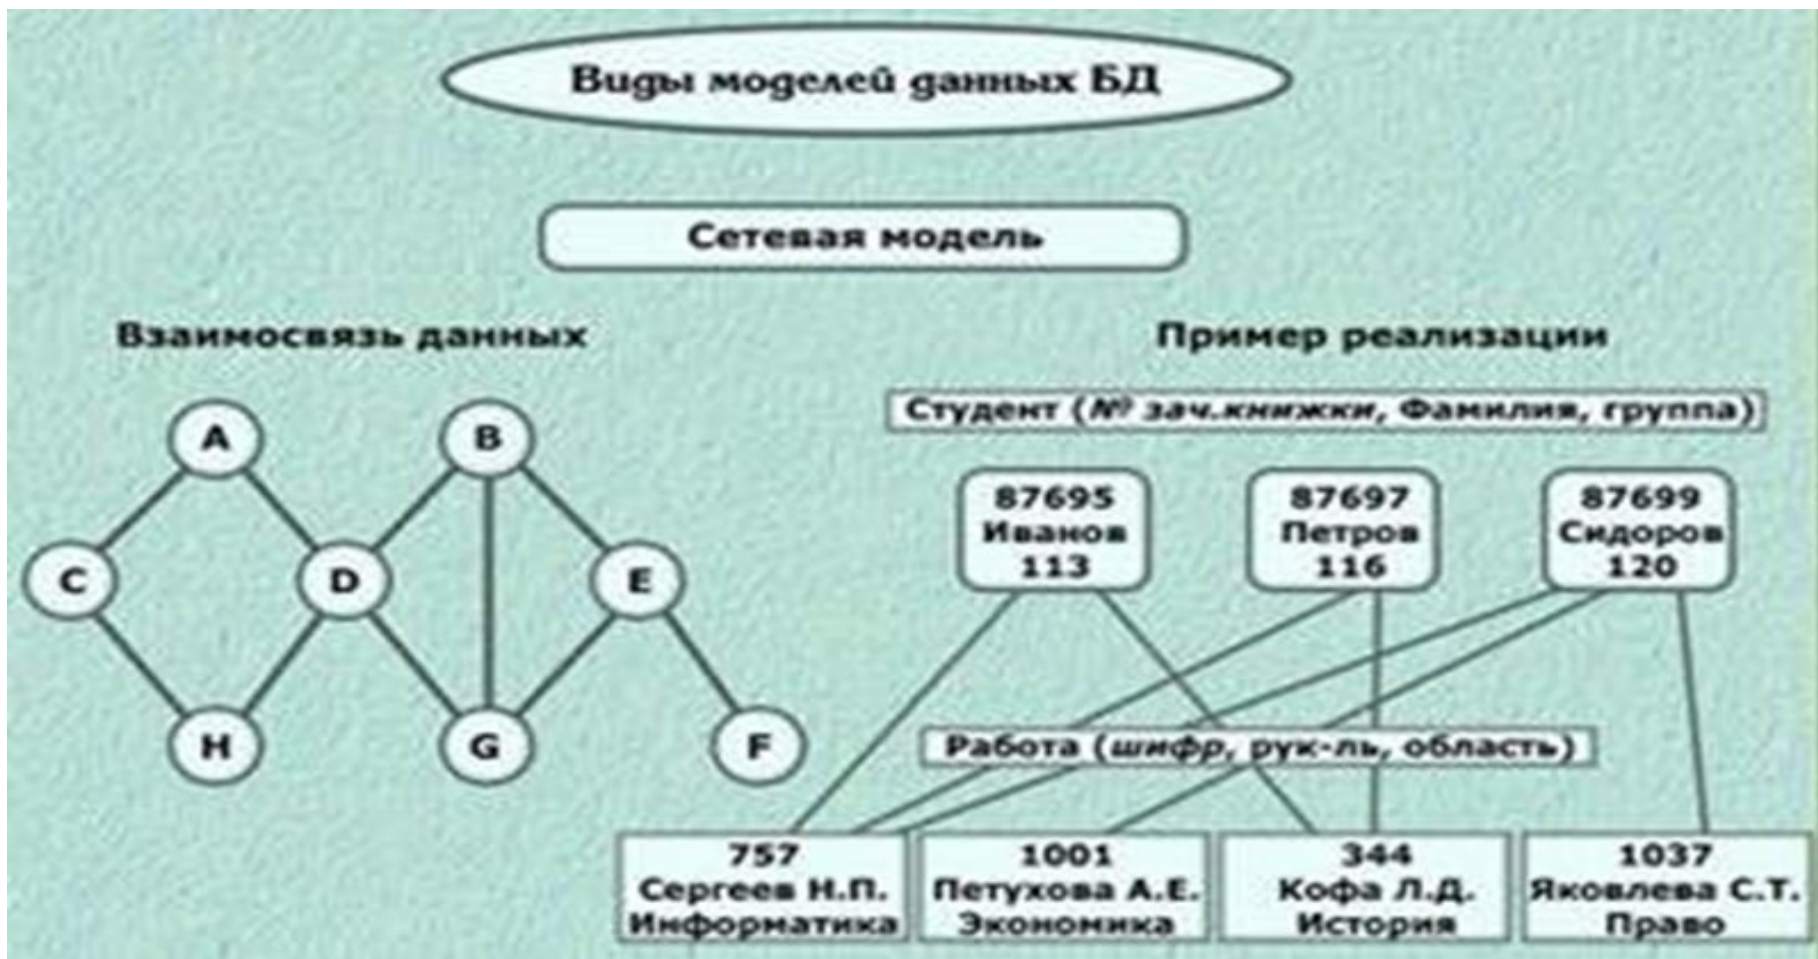 Виды моделей данных БД
Сетевая модель
Взаимосвязь данных
A
B
C
D
E
H
G
F
Пример реализации
Студент (№ зач.книжки, Фамилия, группа)
87695
Иванов
113
87697
Петров
116
87699
Сидоров
120
Работа (шифр, рук-ль, область)
757
Сергеев Н.П.
Информатика
1001
Петухова А.Е.
Экономика
344
Кофа Л.Д.
История
1037
Яковлева С.Т.
Право